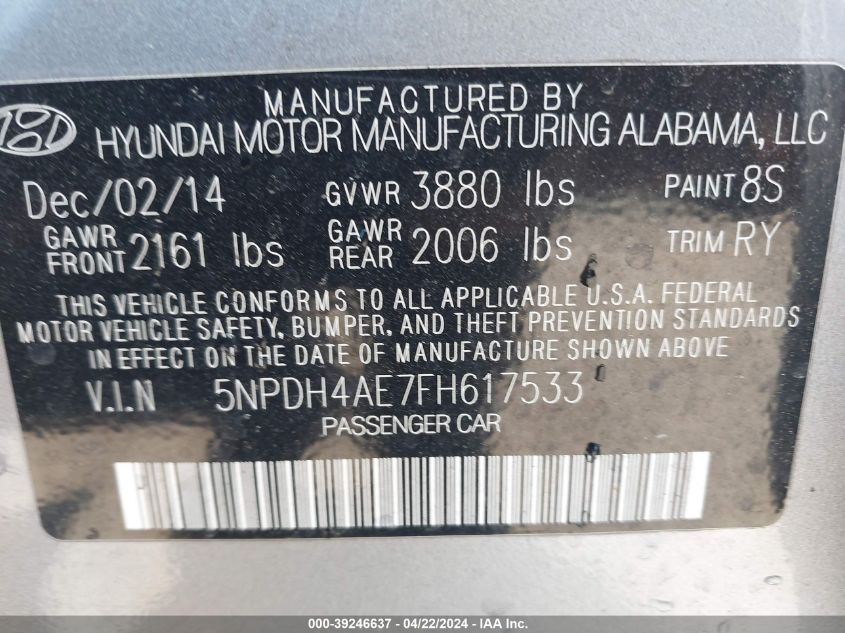 MANUFACTURED BY
HYUNDAI MOTOR MANUFACTURING ALABAMA, LLC
Dec/02/14 GVWR 3880 lbs PAINT 8S
GAWR FRONT 2161 lbs GAWR REAR 2006 lbs TRIM RY
THIS VEHICLE CONFORMS TO ALL APPLICABLE U.S.A. FEDERAL
MOTOR VEHICLE SAFETY, BUMPER, AND THEFT PREVENTION STANDARDS
IN EFFECT ON THE DATE OF MANUFACTURE SHOWN ABOVE
V.I.N 5NPDH4AE7FH617533
PASSENGER CAR
000-39246637 - 04/22/2024 - IAAI.COM